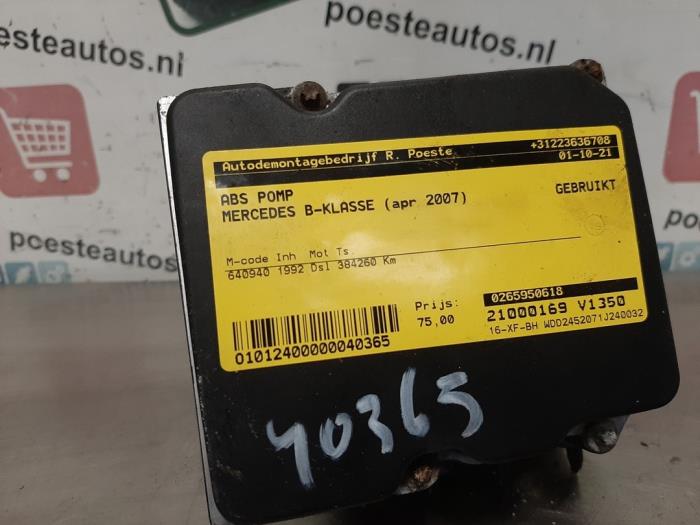 poesteautos.nl
poesteautos.nl
poesteautos.nl
Autodemontagebedrijf R. Poeste
+31223636708
01-10-21
ABS POMP
GEBRUIKT
MERCEDES B-KLASSE (apr 2007)
M-code Inh Mot Ts.
640940 1992 Dsl 384260 Km
Prijs:
75,00
0265950618
21000169 V1350
16-XF-BH WDD2452071J240032
01012400000040365
40365